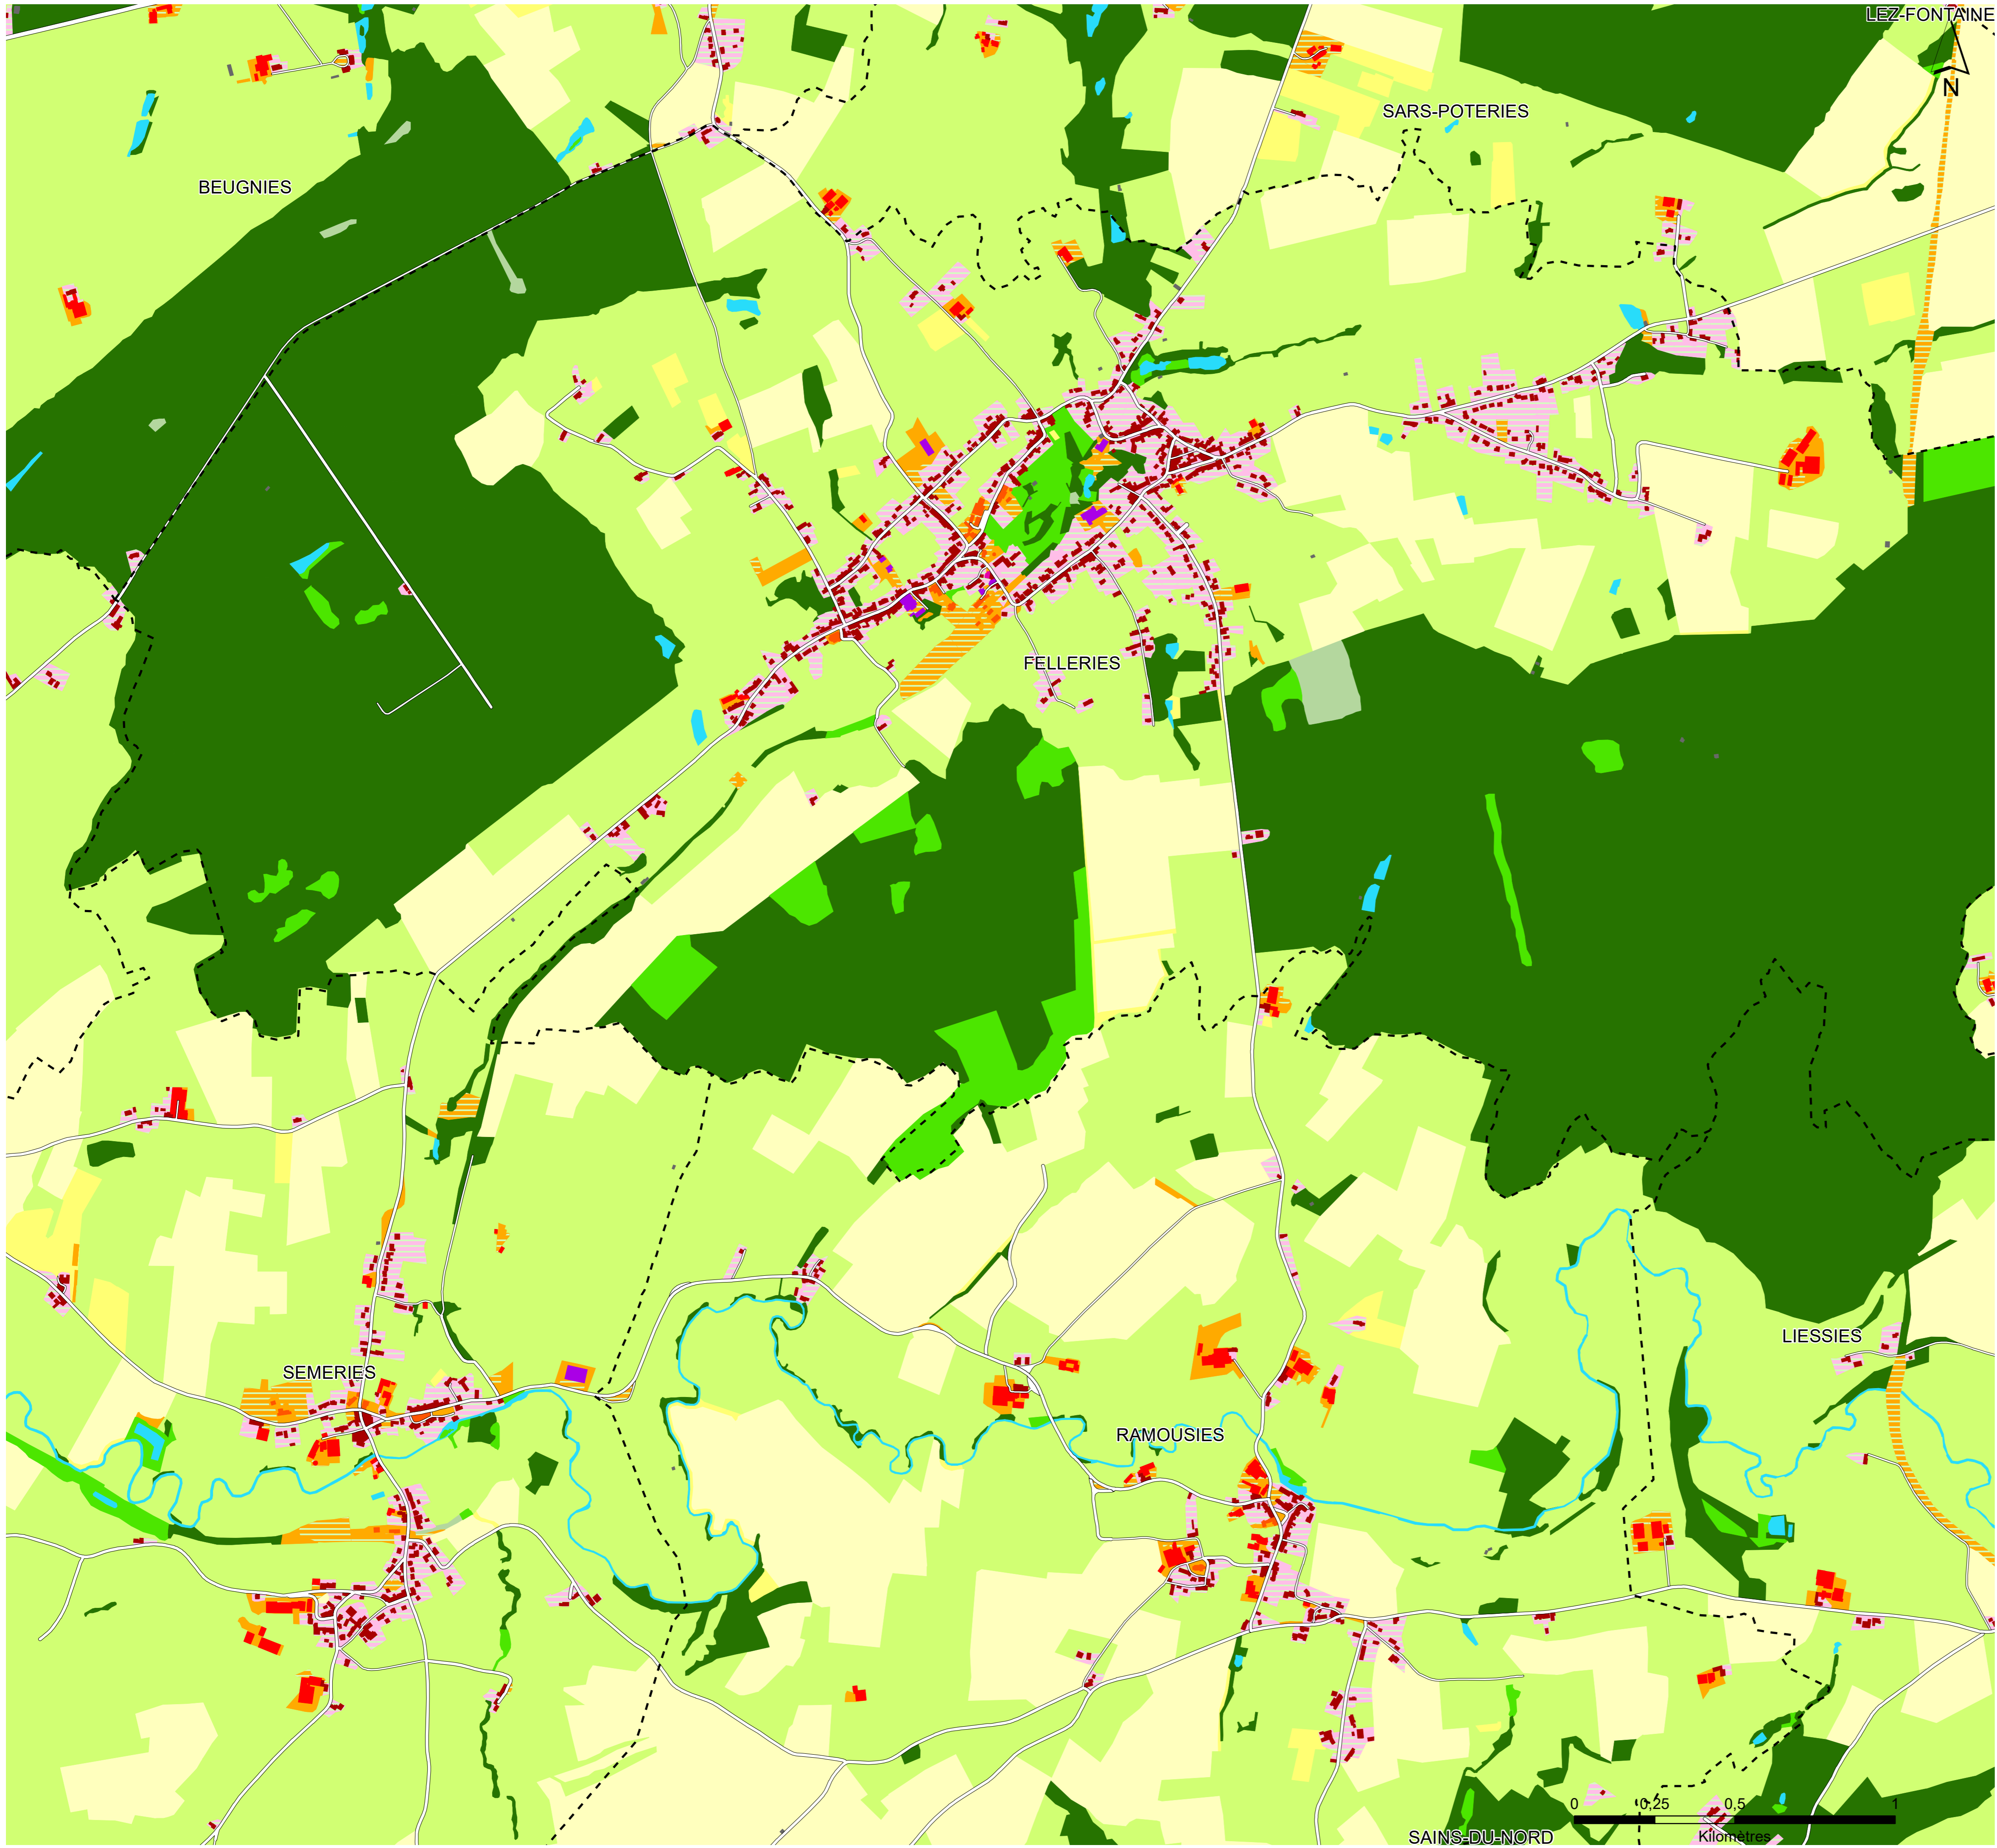 LEZ-FONTAINE
N
SARS-POTERIES
BEUGNIES
FELLERIES
LIESSIES
SEMERIES
RAMOUSIES
0 0,25 0,5 1
Kilomètres
SAINS-DU-NORD